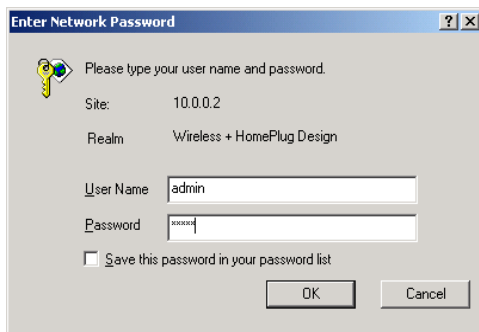 Enter Network Password
Please type your user name and password.
Site: 10.0.0.2
Realm Wireless + HomePlug Design
User Name admin
Password xxxxx
Save this password in your password list
OK Cancel